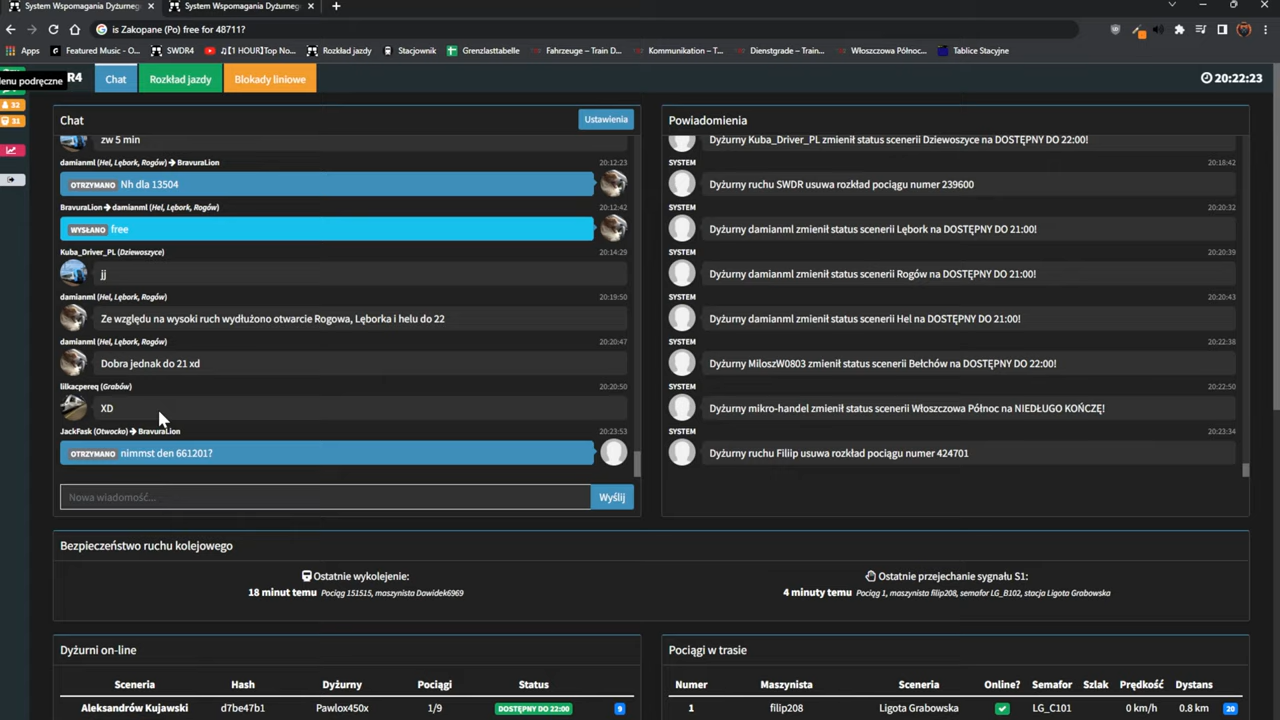 System Wspomagania Dyżurneg
System Wspomagania Dyżurneg
is Zakopane (Po) free for 48711?
Apps
Featured Music - O...
SWDR4
【1 HOUR】Top No...
Rozkład jazdy
Stacjownik
Grenzlasttabelle
Fahrzeuge – Train D...
Kommunikation – T...
Dienstgrade – Train...
Włoszczowa Północ...
Tablice Stacyjne
enu podręczne
R4
Chat
Rozkład jazdy
Blokady liniowe
20:22:23
32
31
Chat
Ustawienia
zw 5 min
damianml (Hel, Lębork, Rogów) → BravuraLion
20:12:23
OTRZYMANO Nh dla 13504
BravuraLion → damianml (Hel, Lębork, Rogów)
20:12:42
WYSŁANO free
Kuba_Driver_PL (Dziewoszyce)
20:14:29
jj
damianml (Hel, Lębork, Rogów)
20:19:50
Ze względu na wysoki ruch wydłużono otwarcie Rogowa, Lęborka i helu do 22
damianml (Hel, Lębork, Rogów)
20:20:47
Dobra jednak do 21 xd
lilkacpereq (Grabów)
20:20:50
XD
JackFask (Otwocko) → BravuraLion
20:23:53
OTRZYMANO nimmst den 661201?
Nowa wiadomość...
Wyślij
Powiadomienia
Dyżurny Kuba_Driver_PL zmienił status scenerii Dziewoszyce na DOSTĘPNY DO 22:00!
SYSTEM
20:18:42
Dyżurny ruchu SWDR usuwa rozkład pociągu numer 239600
SYSTEM
20:20:32
Dyżurny damianml zmienił status scenerii Lębork na DOSTĘPNY DO 21:00!
SYSTEM
20:20:39
Dyżurny damianml zmienił status scenerii Rogów na DOSTĘPNY DO 21:00!
SYSTEM
20:20:43
Dyżurny damianml zmienił status scenerii Hel na DOSTĘPNY DO 21:00!
SYSTEM
20:22:38
Dyżurny MiloszW0803 zmienił status scenerii Bełchów na DOSTĘPNY DO 22:00!
SYSTEM
20:22:50
Dyżurny mikro-handel zmienił status scenerii Włoszczowa Północ na NIEDŁUGO KOŃCZĘ!
SYSTEM
20:23:34
Dyżurny ruchu Filiip usuwa rozkład pociągu numer 424701
Bezpieczeństwo ruchu kolejowego
Ostatnie wykolejenie:
18 minut temu Pociąg 151515, maszynista Dawidek6969
Ostatnie przejechanie sygnału S1:
4 minuty temu Pociąg 1, maszynista filip208, semafor LG_B102, stacja Ligota Grabowska
Dyżurni on-line
Sceneria Hash Dyżurny Pociągi Status
Aleksandrów Kujawski d7be47b1 Pawlox450x 1/9 DOSTĘPNY DO 22:00 9
Pociągi w trasie
Numer Maszynista Sceneria Online? Semafor Szlak Prędkość Dystans
1 filip208 Ligota Grabowska LG_C101 0 km/h 0.8 km 20